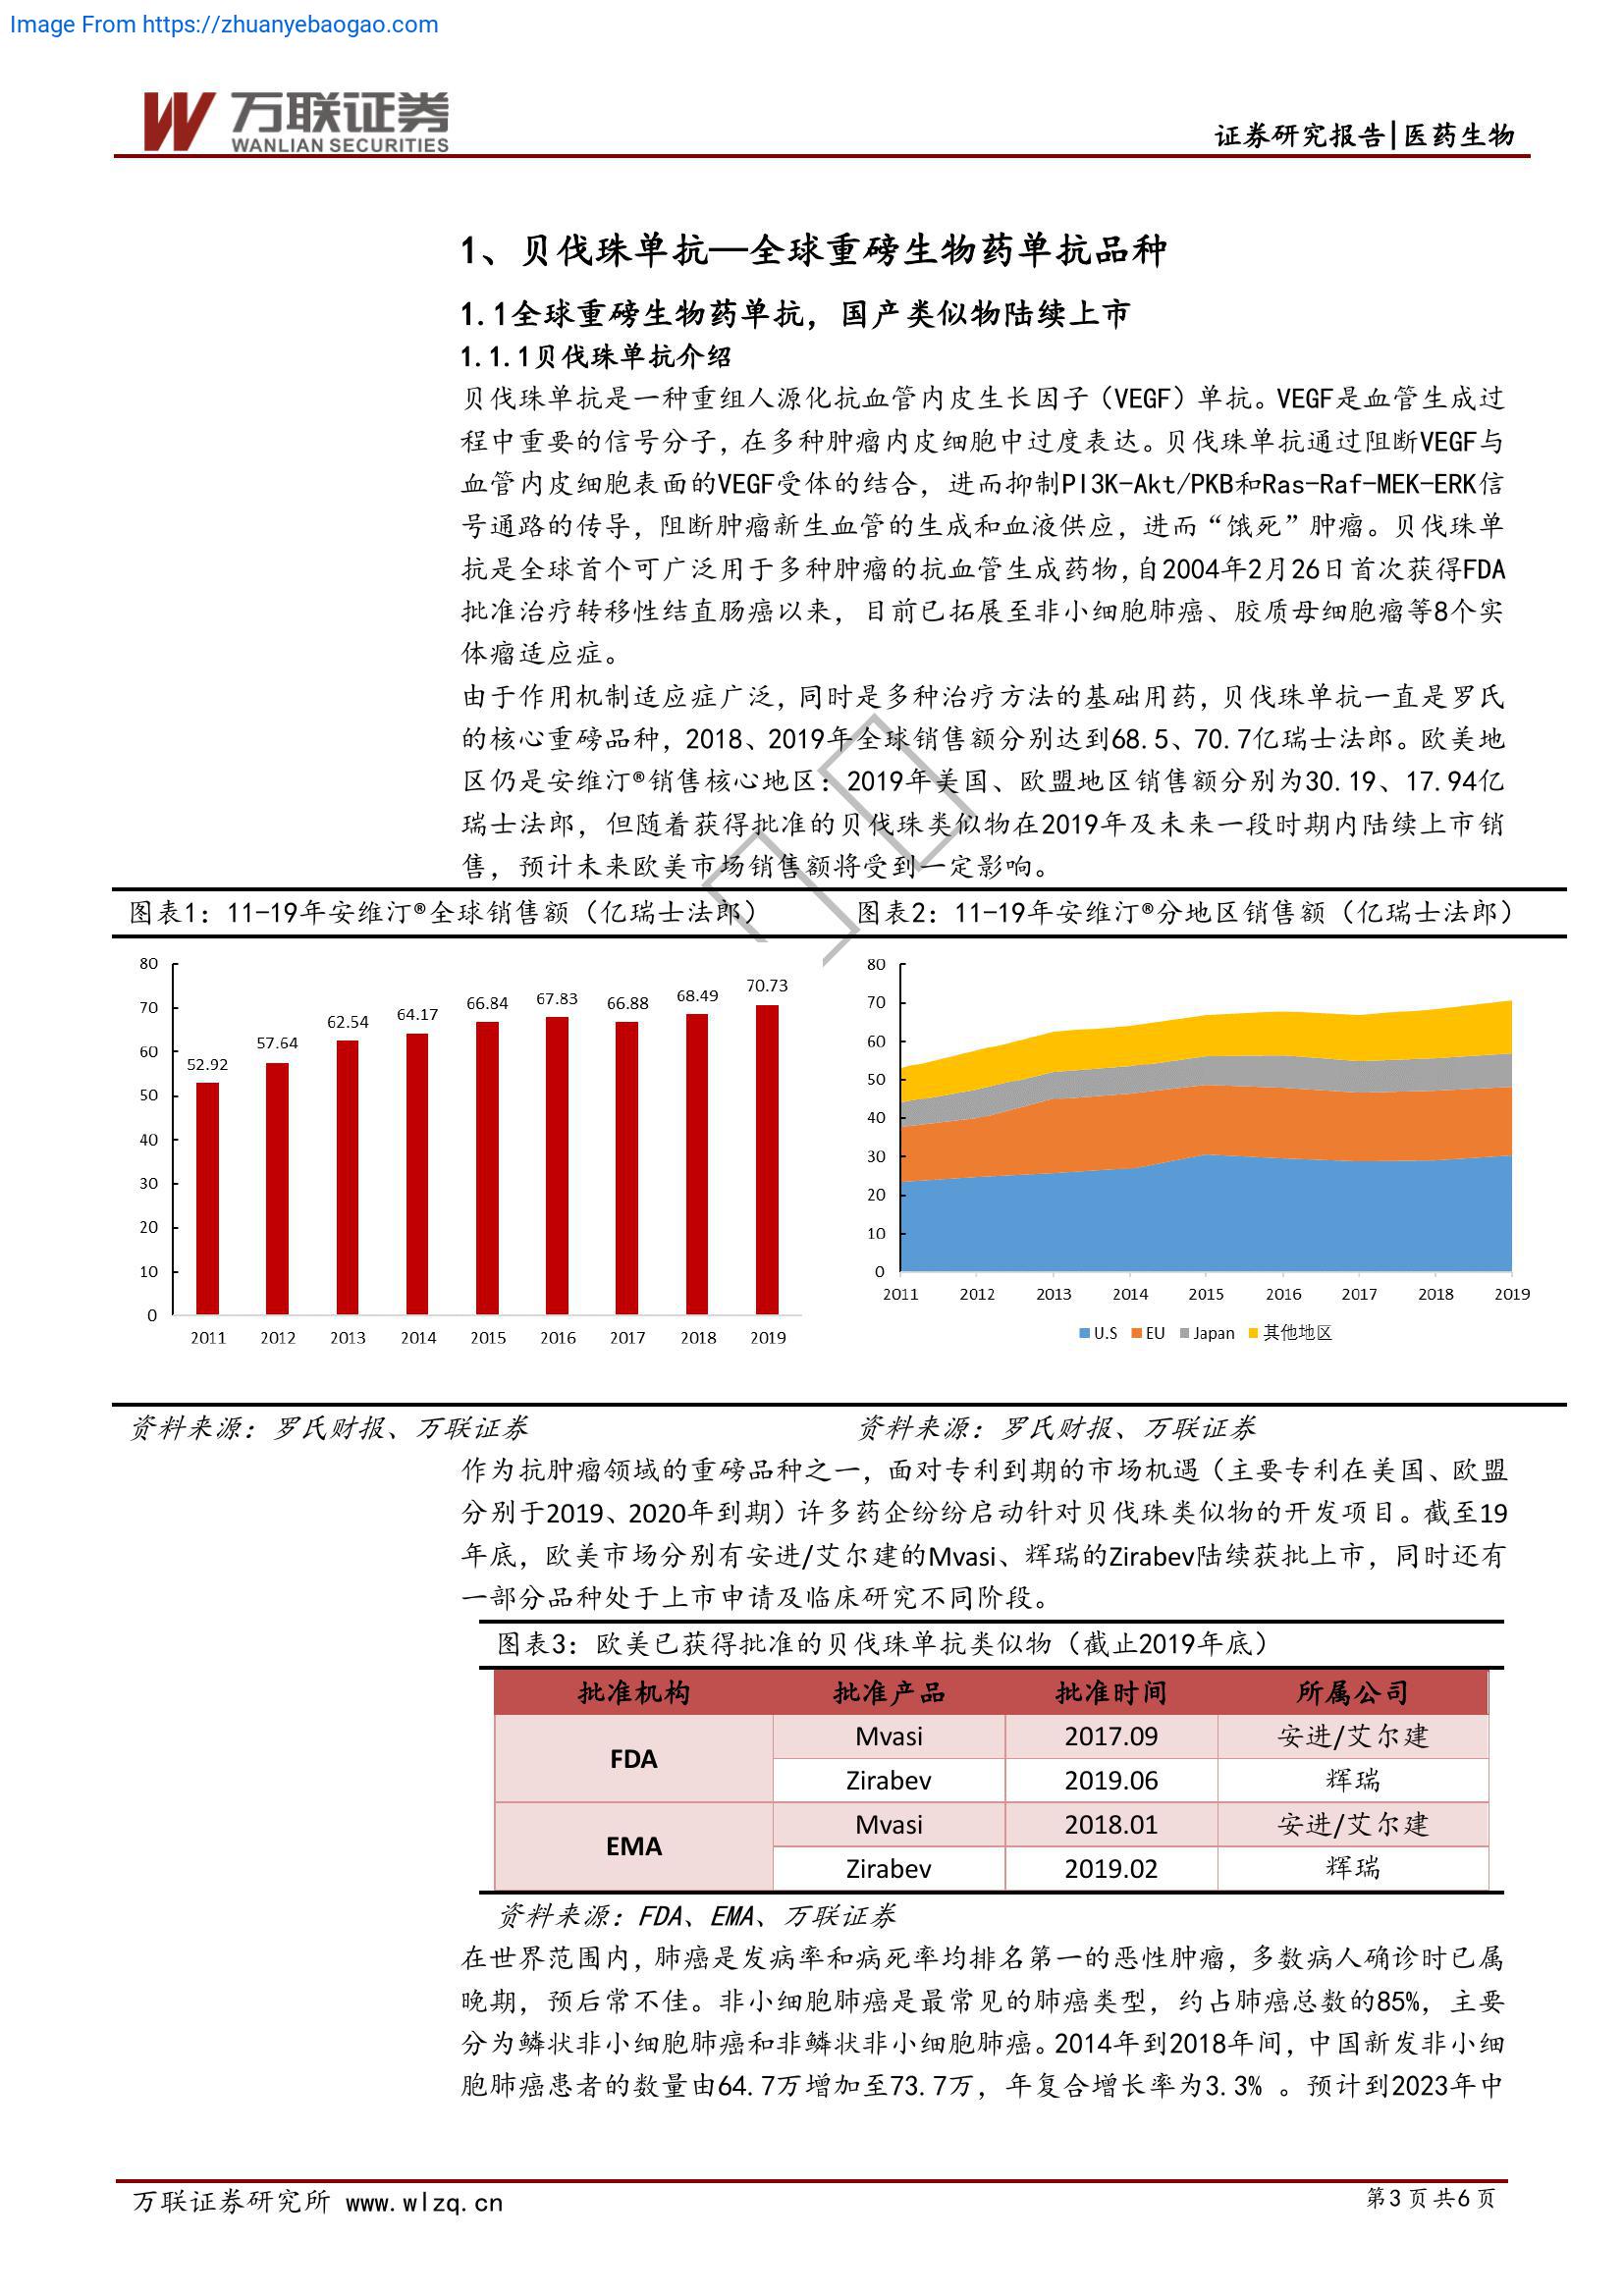 Image From https://zhuanyebaogao.com
万联证券
WANLIAN SECURITIES
证券研究报告|医药生物
1、贝伐珠单抗—全球重磅生物药单抗品种
1.1全球重磅生物药单抗，国产类似物陆续上市
1.1.1贝伐珠单抗介绍
贝伐珠单抗是一种重组人源化抗血管内皮生长因子（VEGF）单抗。VEGF是血管生成过
程中重要的信号分子，在多种肿瘤内皮细胞中过度表达。贝伐珠单抗通过阻断VEGF与
血管内皮细胞表面的VEGF受体的结合，进而抑制PI3K-Akt/PKB和Ras-Raf-MEK-ERK信
号通路的传导，阻断肿瘤新生血管的生成和血液供应，进而“饿死”肿瘤。贝伐珠单
抗是全球首个可广泛用于多种肿瘤的抗血管生成药物，自2004年2月26日首次获得FDA
批准治疗转移性结直肠癌以来，目前已拓展至非小细胞肺癌、胶质母细胞瘤等8个实
体瘤适应症。
由于作用机制适应症广泛，同时是多种治疗方法的基础用药，贝伐珠单抗一直是罗氏
的核心重磅品种，2018、2019年全球销售额分别达到68.5、70.7亿瑞士法郎。欧美地
区仍是安维汀®销售核心地区：2019年美国、欧盟地区销售额分别为30.19、17.94亿
瑞士法郎，但随着获得批准的贝伐珠类似物在2019年及未来一段时期内陆续上市销
售，预计未来欧美市场销售额将受到一定影响。
图表1：11-19年安维汀®全球销售额（亿瑞士法郎）
80
70
60
50
40
30
20
10
0
52.92
57.64
62.54
64.17
66.84
67.83
66.88
68.49
70.73
2011 2012 2013 2014 2015 2016 2017 2018 2019
资料来源：罗氏财报、万联证券
图表2：11-19年安维汀®分地区销售额（亿瑞士法郎）
80
70
60
50
40
30
20
10
0
2011 2012 2013 2014 2015 2016 2017 2018 2019
U.S EU Japan 其他地区
资料来源：罗氏财报、万联证券
作为抗肿瘤领域的重磅品种之一，面对专利到期的市场机遇（主要专利在美国、欧盟
分别于2019、2020年到期）许多药企纷纷启动针对贝伐珠类似物的开发项目。截至19
年底，欧美市场分别有安进/艾尔建的Mvasi、辉瑞的Zirabev陆续获批上市，同时还有
一部分品种处于上市申请及临床研究不同阶段。
图表3：欧美已获得批准的贝伐珠单抗类似物（截止2019年底）
批准机构 批准产品 批准时间 所属公司
FDA Mvasi 2017.09 安进/艾尔建
Zirabev 2019.06 辉瑞
EMA Mvasi 2018.01 安进/艾尔建
Zirabev 2019.02 辉瑞
资料来源：FDA、EMA、万联证券
在世界范围内，肺癌是发病率和病死率均排名第一的恶性肿瘤，多数病人确诊时已属
晚期，预后常不佳。非小细胞肺癌是最常见的肺癌类型，约占肺癌总数的85%，主要
分为鳞状非小细胞肺癌和非鳞状非小细胞肺癌。2014年到2018年间，中国新发非小细
胞肺癌患者的数量由64.7万增加至73.7万，年复合增长率为3.3% 。预计到2023年中
万联证券研究所 www.wlzq.cn
第3页共6页